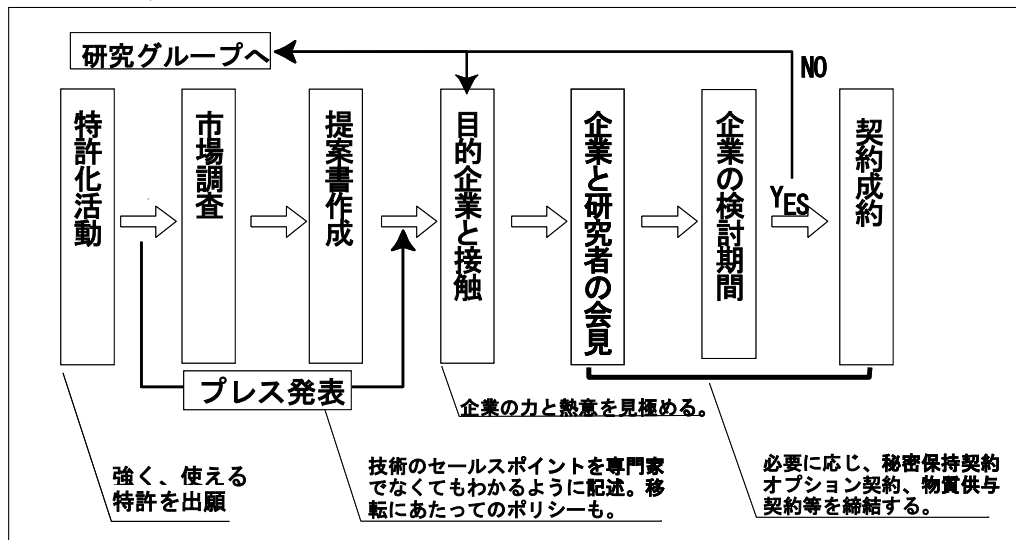 研究グループへ
NO
特許化活動
市場調査
提案書作成
目的企業と接触
企業と研究者の会見
企業の検討期間
YES
契約成約
プレス発表
企業の力と熱意を見極める。
強く、使える
特許を出願
技術のセールスポイントを専門家
でなくてもわかるように記述。移
転にあたってのポリシーも。
必要に応じ、秘密保持契約
オプション契約、物質供与
契約等を締結する。